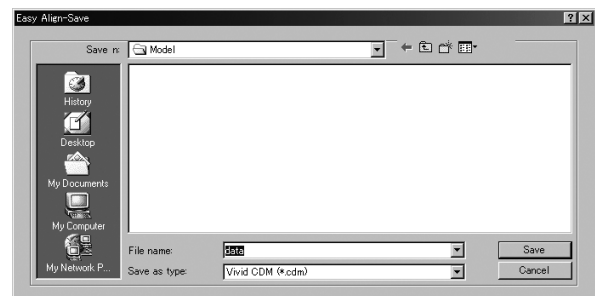 Easy Align-Save
Save n:
Model
History
Desktop
My Documents
My Computer
My Network P...
File name:
data
Save
Save as type:
Vivid CDM (*.cdm)
Cancel